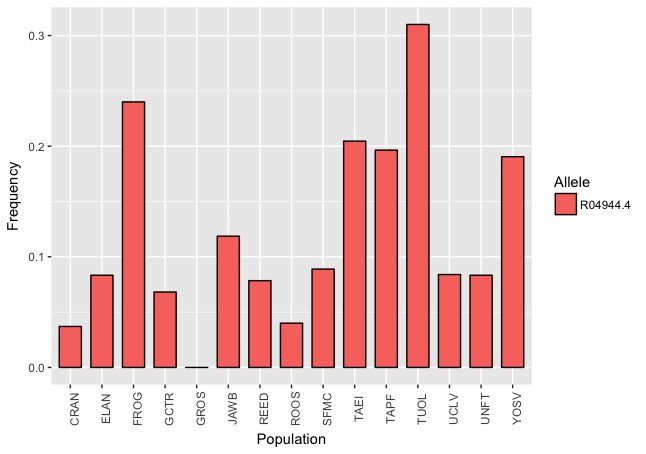 0.3
0.2
0.1
0.0
Frequency
CRAN
ELAN
FROG
GCTR
GROS
JAWB
REED
ROOS
SFMC
TAEI
TAPF
TUOL
UCLV
UNFT
YOSV
Population
Allele
R04944.4